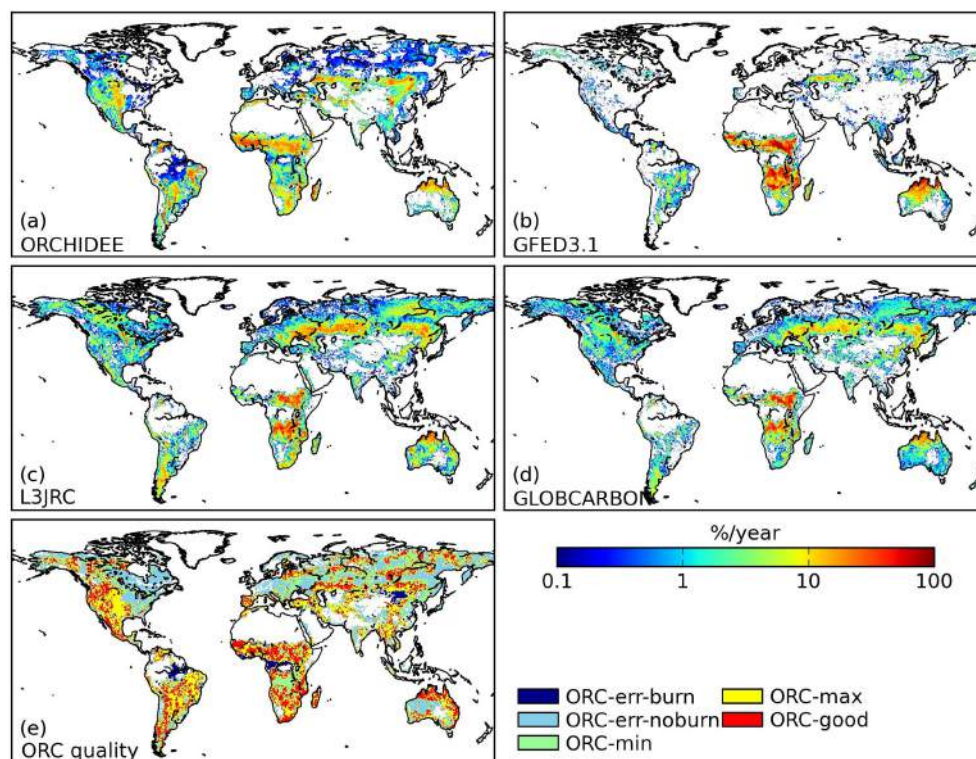 (a)
ORCHIDEE
(b)
GFED3.1
(c)
L3JRC
(d)
GLOBCARBON
(e)
ORC quality
%/year
0.1 1 10 100
ORC-err-burn ORC-max
ORC-err-noburn ORC-good
ORC-min